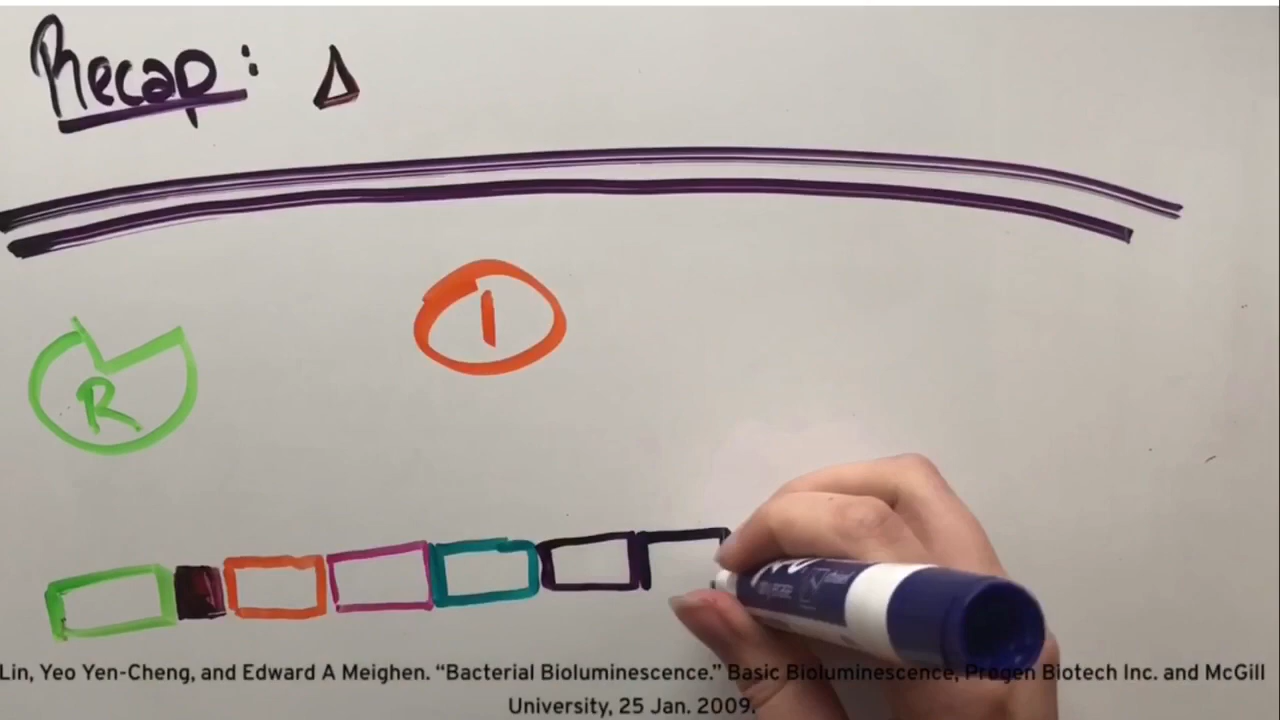 Recap: Δ
I
R
Lin, Yeo Yen-Cheng, and Edward A Meighen. “Bacterial Bioluminescence.” Basic Bioluminescence, Progen Biotech Inc. and McGill
University, 25 Jan. 2009.